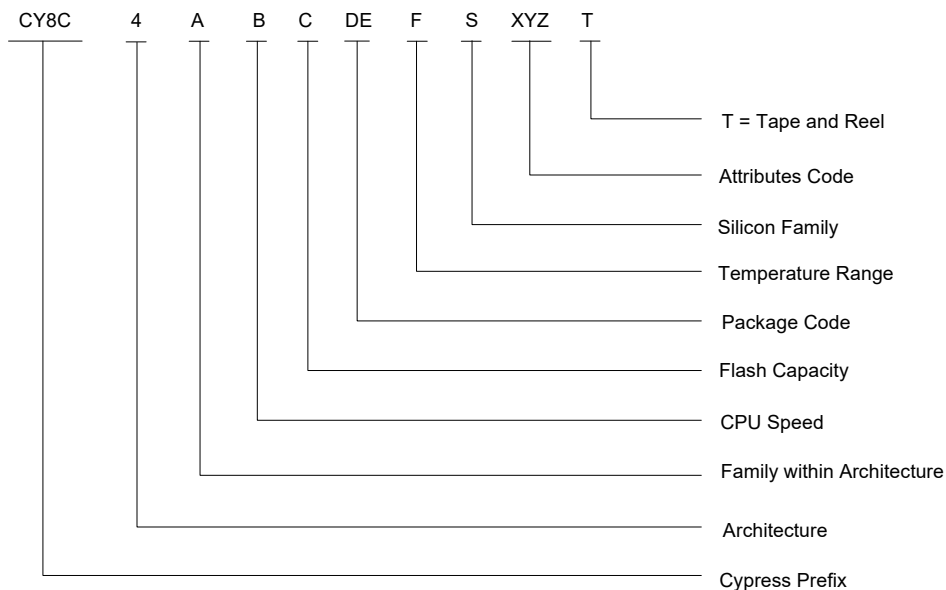 CY8C 4 A B C DE F S XYZ T
T = Tape and Reel
Attributes Code
Silicon Family
Temperature Range
Package Code
Flash Capacity
CPU Speed
Family within Architecture
Architecture
Cypress Prefix